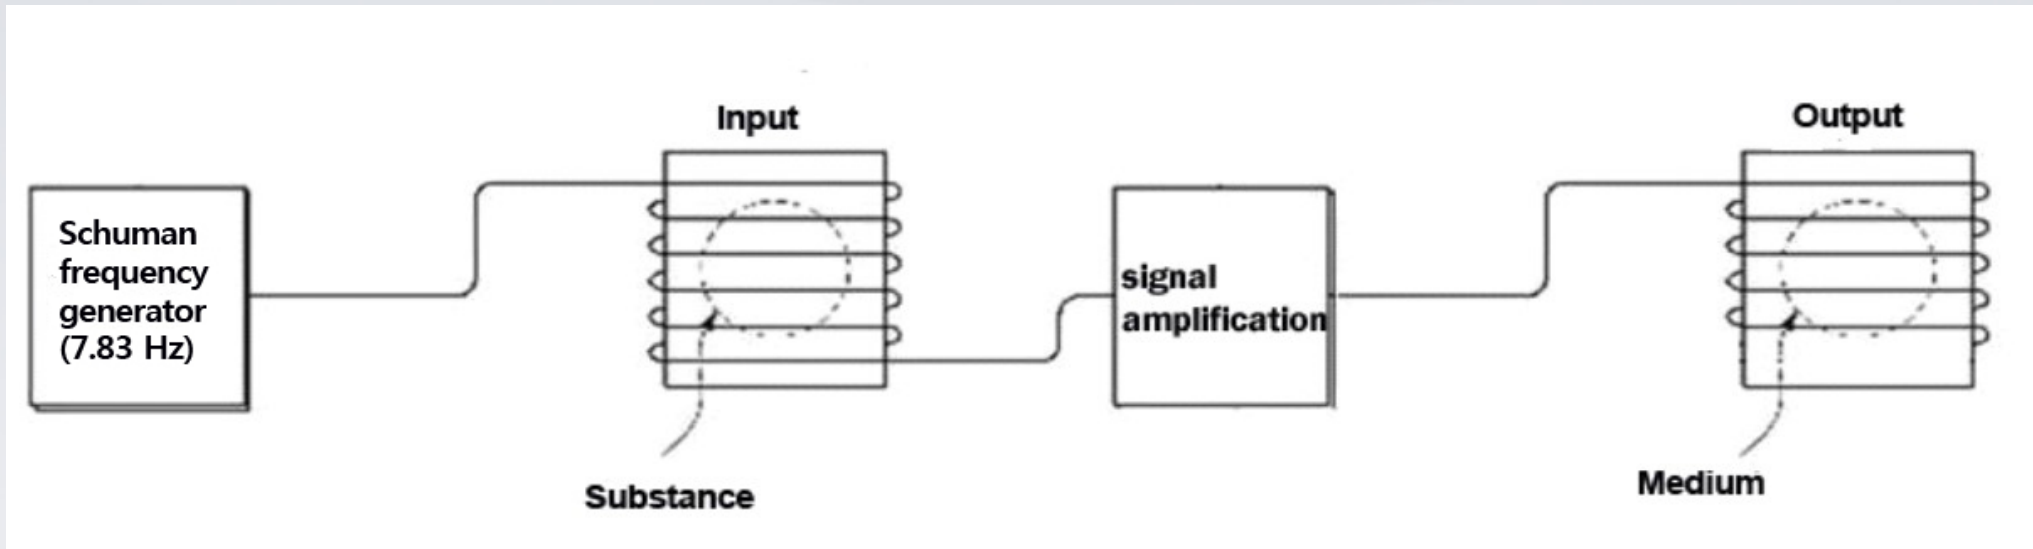 Input
Output
Schuman
frequency
generator
(7.83 Hz)
signal
amplification
Substance
Medium